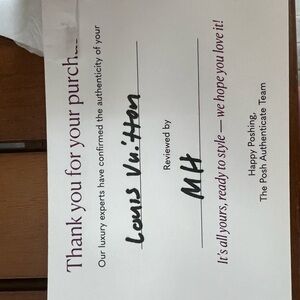 Thank you for your purcha
Our luxury experts have confirmed the authenticity of your
Louis Vuitton
Reviewed by
MH
It's all yours, ready to style — we hope you love it!
Happy Poshing,
The Posh Authenticate Team